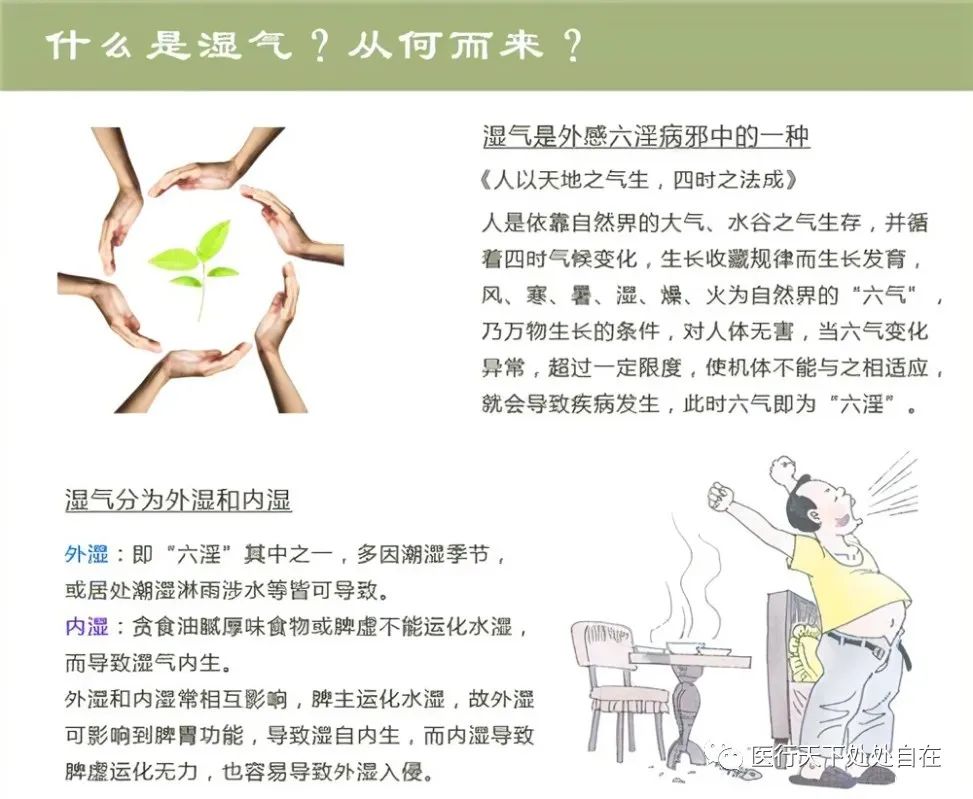 什么是湿气？从何而来？
湿气是外感六淫病邪中的一种
《人以天地之气生，四时之法成》
人是依靠自然界的大气、水谷之气生存，并循
着四时气候变化，生长收藏规律而生长发育，
风、寒、暑、湿、燥、火为自然界的“六气”，
乃万物生长的条件，对人体无害，当六气变化
异常，超过一定限度，使机体不能与之相适应，
就会导致疾病发生，此时六气即为“六淫”。
湿气分为外湿和内湿
外湿：即“六淫”其中之一，多因潮湿季节，
或居处潮湿淋雨涉水等皆可导致。
内湿：贪食油腻厚味食物或脾虚不能运化水湿，
而导致湿气内生。
外湿和内湿常相互影响，脾主运化水湿，故外湿
可影响到脾胃功能，导致湿自内生，而内湿导致
脾虚运化无力，也容易导致外湿入侵。
医行天下处处自在